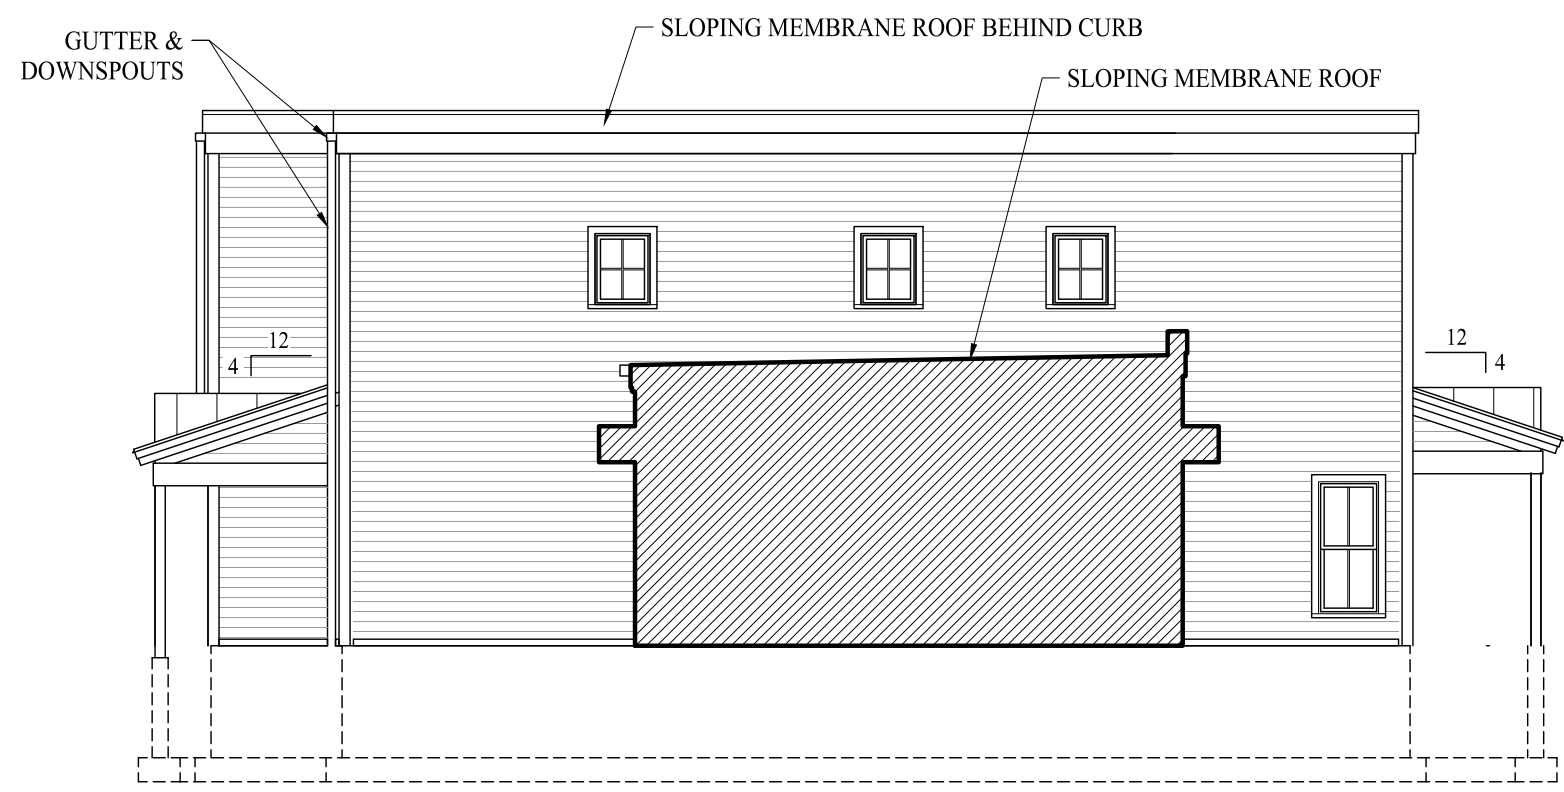 SLOPING MEMBRANE ROOF BEHIND CURB
GUTTER &
DOWNSPOUTS
SLOPING MEMBRANE ROOF
12
4
12
4